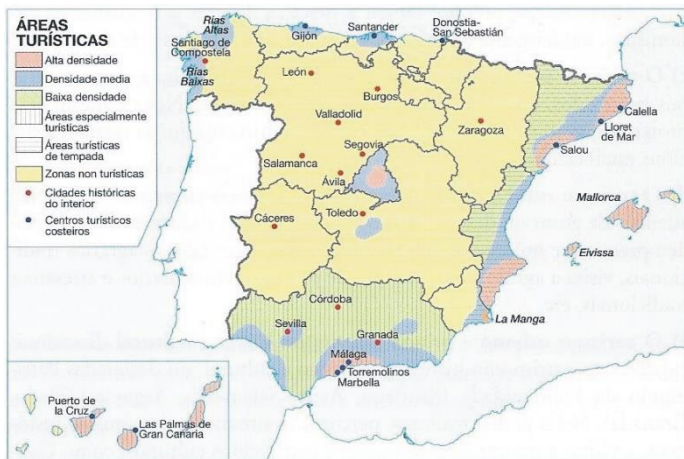 ÁREAS
TURÍSTICAS
Alta densidade
Densidade media
Baixa densidade
Áreas especialmente
turísticas
Áreas turísticas
de tempada
Zonas non turísticas
Cidades históricas
do interior
Centros turísticos
costeiros
Rías
Altas
Santiago de
Compostela
Rías
Baixas
Gijón
Santander
Donostia-
San Sebastián
León
Burgos
Valladolid
Zaragoza
Segovia
Salamanca
Ávila
Toledo
Cáceres
Calella
Lloret
de Mar
Salou
Mallorca
Eivissa
La Manga
Córdoba
Sevilla
Granada
Málaga
Torremolinos
Marbella
Puerto de
la Cruz
Las Palmas de
Gran Canaria